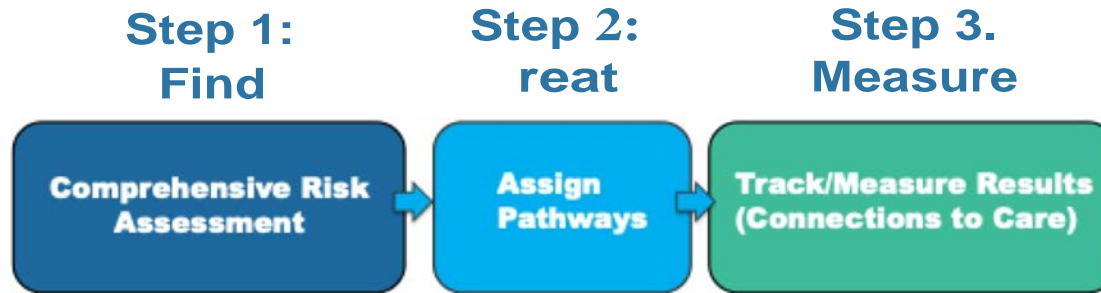 Step 1:
Find
Step 2:
reat
Step 3.
Measure
Comprehensive Risk
Assessment
Assign
Pathways
Track/Measure Results
(Connections to Care)